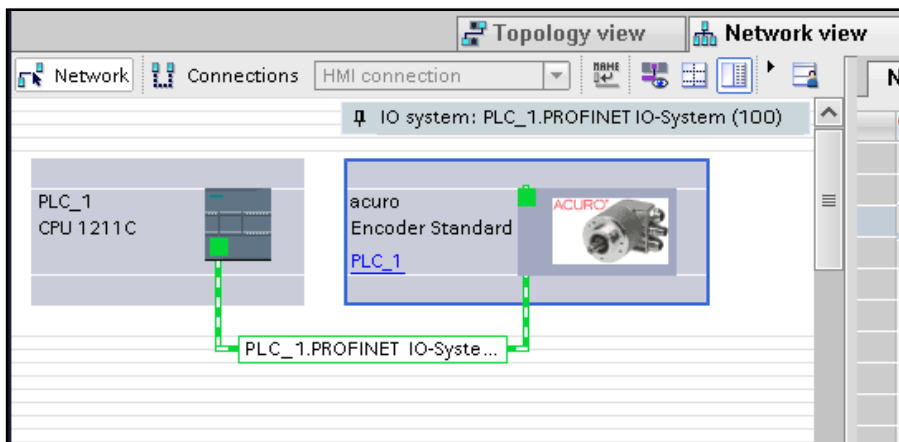 Topology view
Network view
Network
Connections
HMI connection
NAME
IO system: PLC_1.PROFINET IO-System (100)
PLC_1
CPU 1211C
acuro
Encoder Standard
PLC_1
ACURO
PLC_1.PROFINET IO-Syste...